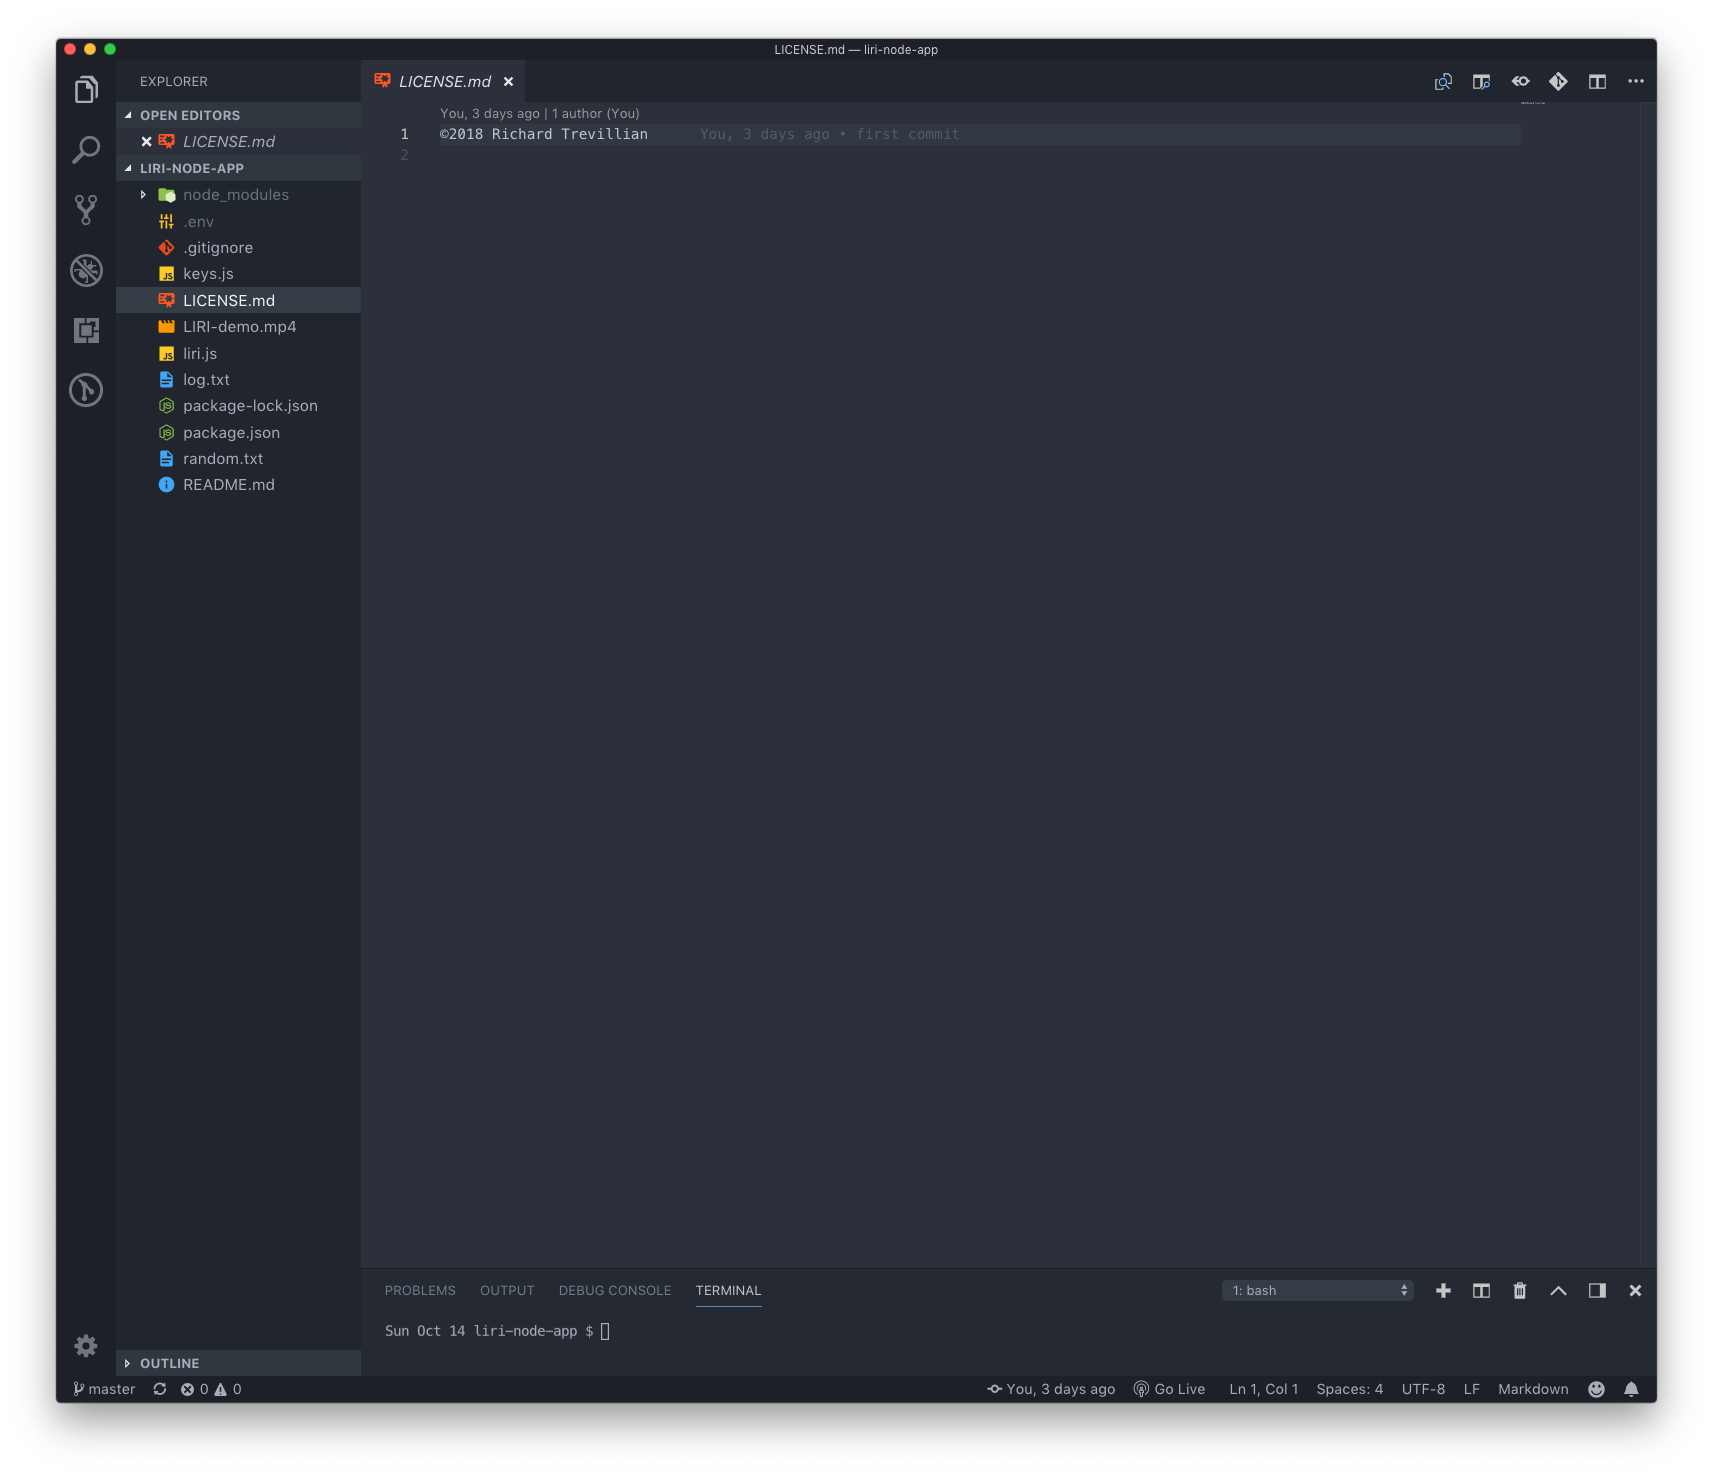 LICENSE.md — liri-node-app
EXPLORER
OPEN EDITORS
LICENSE.md
LIRI-NODE-APP
node_modules
.env
.gitignore
keys.js
LICENSE.md
LIRI-demo.mp4
liri.js
log.txt
package-lock.json
package.json
random.txt
README.md
OUTLINE
LICENSE.md
You, 3 days ago | 1 author (You)
1 ©2018 Richard Trevillian You, 3 days ago • first commit
2
PROBLEMS OUTPUT DEBUG CONSOLE TERMINAL 1: bash
Sun Oct 14 liri-node-app $
master 0 0 You, 3 days ago Go Live Ln 1, Col 1 Spaces: 4 UTF-8 LF Markdown